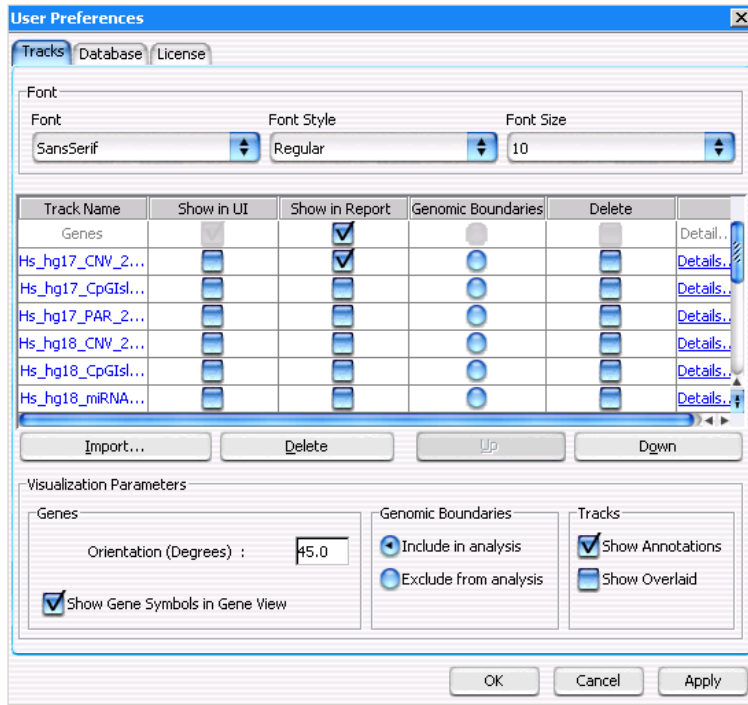 User Preferences
Tracks Database License
Font
Font Font Style Font Size
SansSerif Regular 10
Track Name Show in UI Show in Report Genomic Boundaries Delete
Genes Detail..
Hs_hg17_CNV_2... Details..
Hs_hg17_CpGIsl... Details..
Hs_hg17_PAR_2... Details..
Hs_hg18_CNV_2... Details..
Hs_hg18_CpGIsl... Details..
Hs_hg18_miRNA... Details..
Import... Delete Up Down
Visualization Parameters
Genes Genomic Boundaries Tracks
Orientation (Degrees) : 45.0 Include in analysis Show Annotations
Exclude from analysis Show Overlaid
Show Gene Symbols in Gene View
OK Cancel Apply